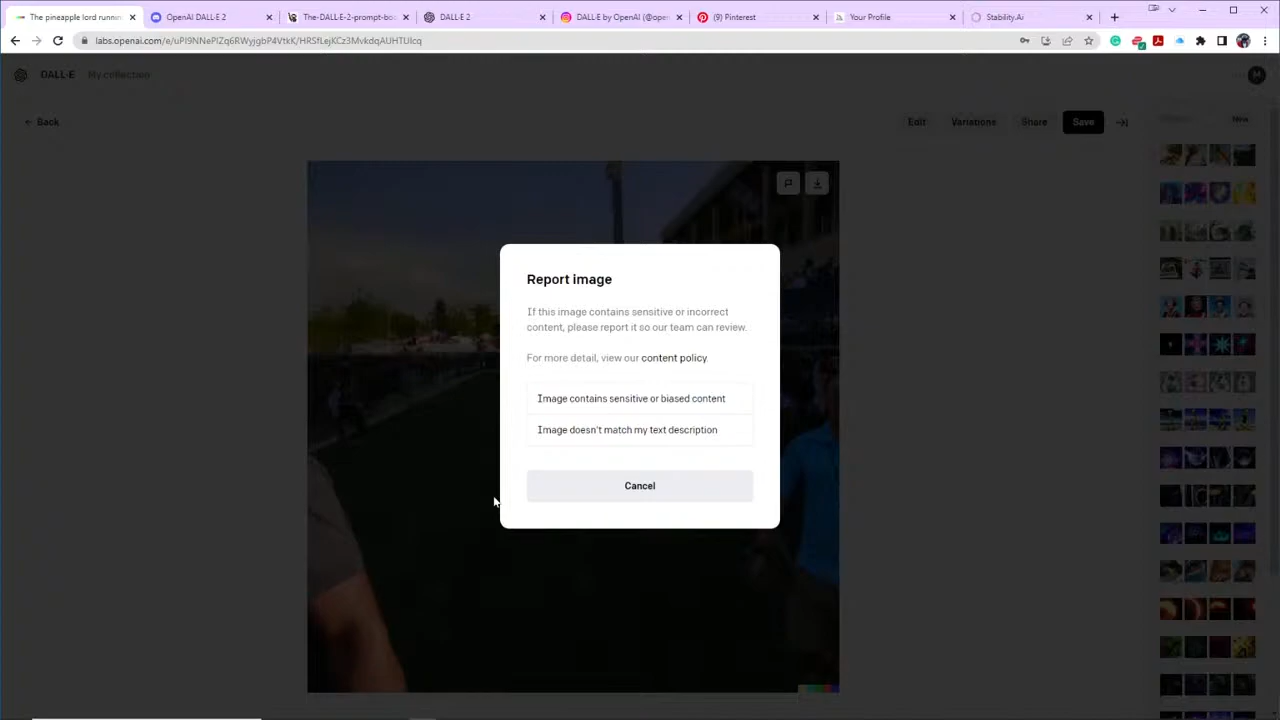 The pineapple lord runnin
OpenAI DALL·E 2
The-DALL·E-2-prompt-bo
DALL·E 2
DALL·E by OpenAI (@open
(9) Pinterest
Your Profile
Stability.Ai
labs.openai.com/e/uPI9NNePIZq6RWyjgbP4VtkK/HRSfLejKCz3MvkdqAUHTUIcq
DALL·E My collection
M
← Back
Edit Variations Share Save
New
Report image
If this image contains sensitive or incorrect
content, please report it so our team can review.
For more detail, view our content policy.
Image contains sensitive or biased content
Image doesn't match my text description
Cancel